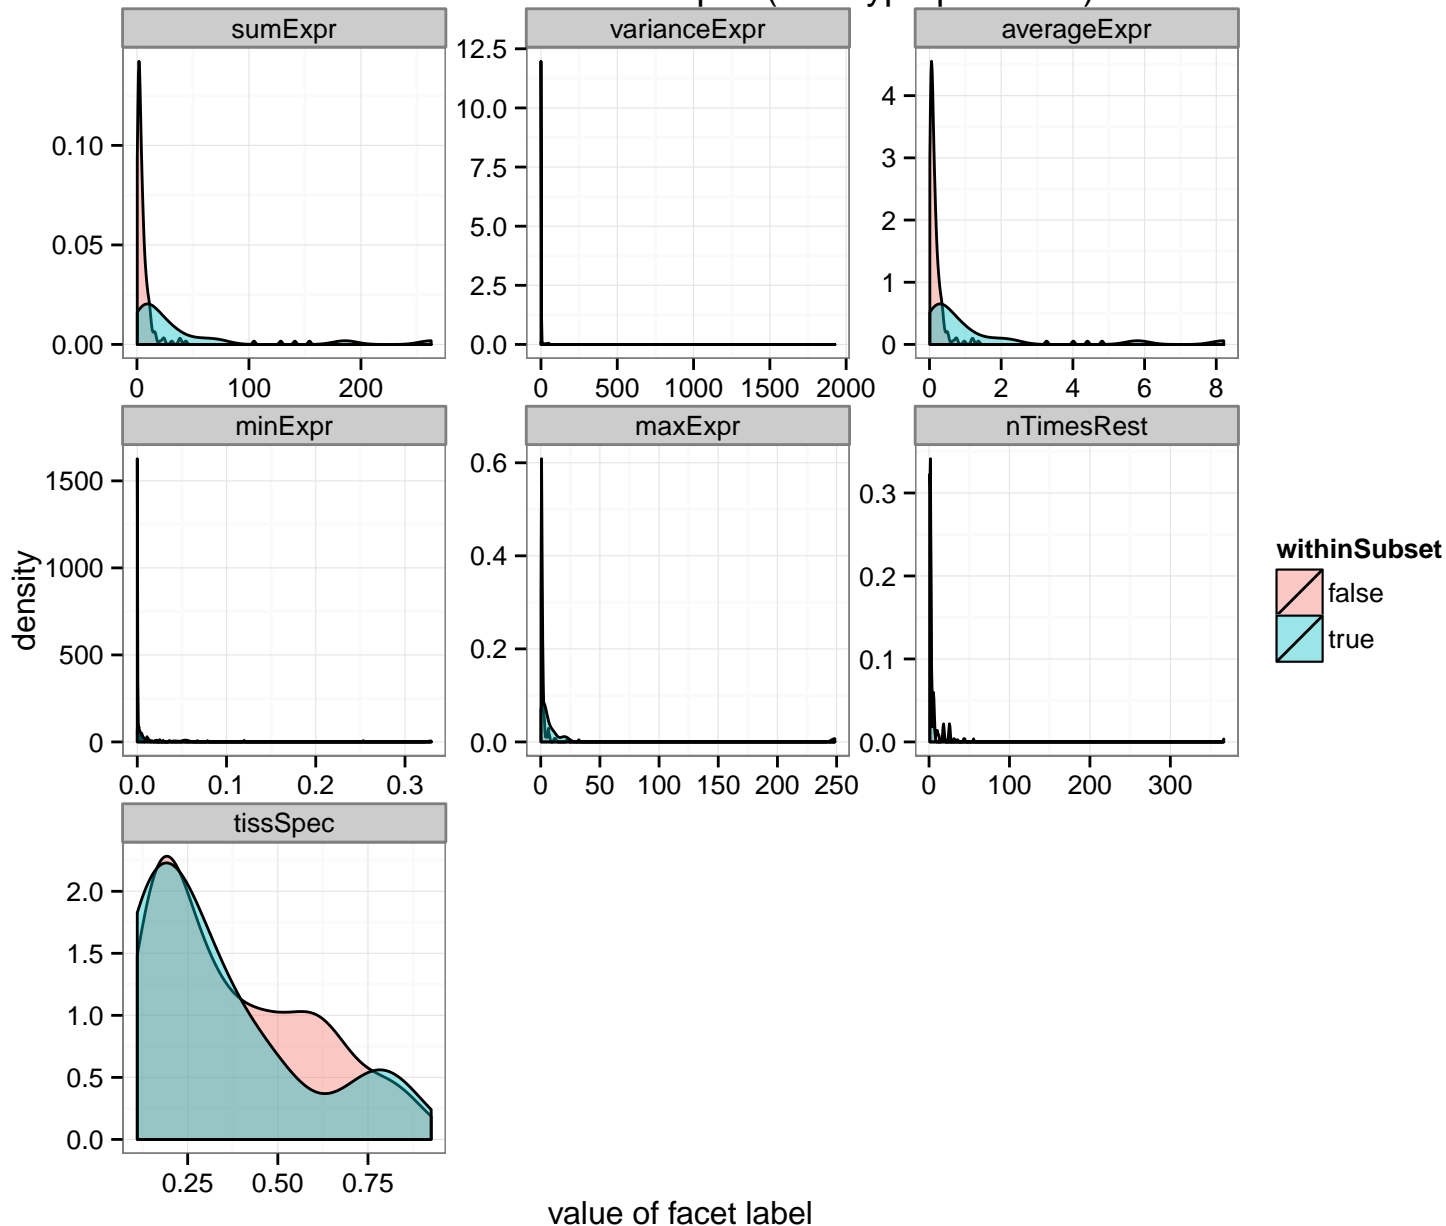 sumExpr varianceExpr averageExpr
12.5
10.0
7.5
5.0
2.5
0.0
0.10
0.05
0.00
4
3
2
1
0
0 100 200
0 500 1000 1500 2000
0 2 4 6 8
minExpr maxExpr nTimesRest
1500
1000
500
0
0.6
0.4
0.2
0.0
0.3
0.2
0.1
0.0
0.0 0.1 0.2 0.3
0 50 100 150 200 250
0 100 200 300
density
withinSubset
false
true
tissSpec
2.0
1.5
1.0
0.5
0.0
0.25 0.50 0.75
value of facet label